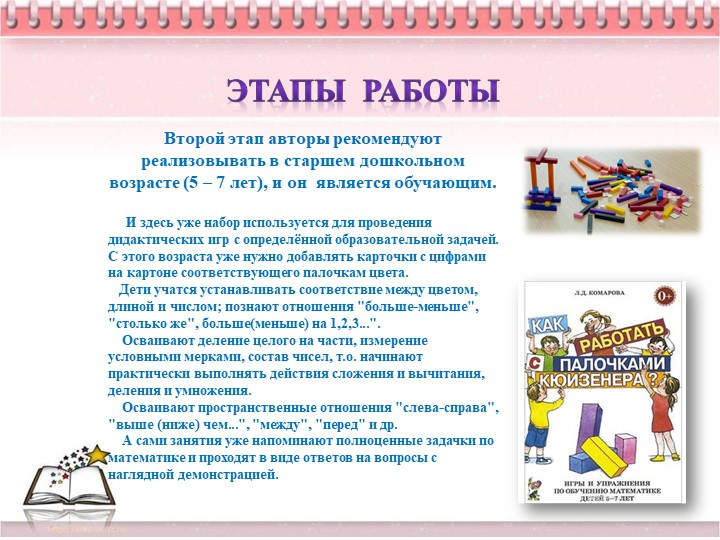 ЭТАПЫ РАБОТЫ
Второй этап авторы рекомендуют
реализовывать в старшем дошкольном
возрасте (5 – 7 лет), и он является обучающим.
И здесь уже набор используется для проведения
дидактических игр с определённой образовательной задачей.
С этого возраста уже нужно добавлять карточки с цифрами
на картоне соответствующего палочкам цвета.
Дети учатся устанавливать соответствие между цветом,
длиной и числом; познают отношения "больше-меньше",
"столько же", больше(меньше) на 1,2,3...".
Осваивают деление целого на части, измерение
условными мерками, состав чисел, т.о. начинают
практически выполнять действия сложения и вычитания,
деления и умножения.
Осваивают пространственные отношения "слева-справа",
"выше (ниже) чем...", "между", "перед" и др.
А сами занятия уже напоминают полноценные задачки по
математике и проходят в виде ответов на вопросы с
наглядной демонстрацией.
Л.Д. КОМАРОВА
0+
КАК
РАБОТАТЬ
С ПАЛОЧКАМИ
КЮИЗЕНЕРА?
ИГРЫ И УПРАЖНЕНИЯ
ПО ОБУЧЕНИЮ МАТЕМАТИКЕ
ДЕТЕЙ 5–7 ЛЕТ